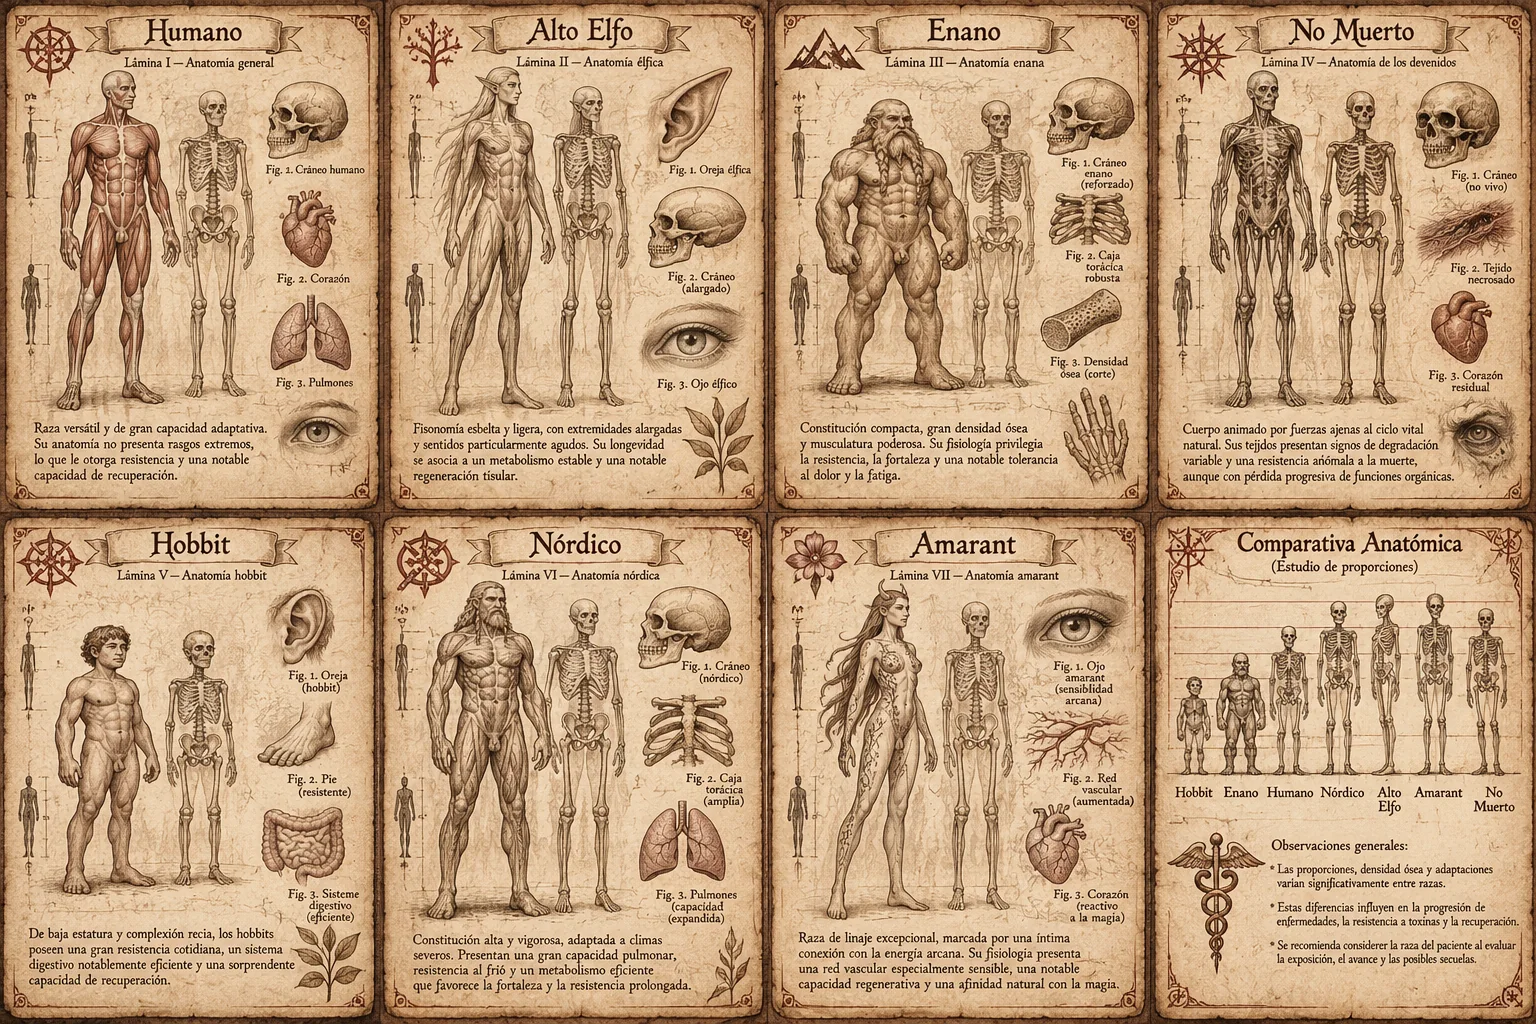 Humano
Lámina I — Anatomía general
Fig. 1. Cráneo humano
Fig. 2. Corazón
Fig. 3. Pulmones
Raza versátil y de gran capacidad adaptativa.
Su anatomía no presenta rasgos extremos,
lo que le otorga resistencia y una notable
capacidad de recuperación.
Alto Elfo
Lámina II — Anatomía élfica
Fig. 1. Oreja élfica
Fig. 2. Cráneo
(alargado)
Fig. 3. Ojo élfico
Fisonomía esbelta y ligera, con extremidades alargadas
y sentidos particularmente agudos. Su longevidad
se asocia a un metabolismo estable y una notable
regeneración tisular.
Enano
Lámina III — Anatomía enana
Fig. 1. Cráneo
enano
(reforzado)
Fig. 2. Caja
torácica
robusta
Fig. 3. Densidad
ósea (corte)
Constitución compacta, gran densidad ósea
y musculatura poderosa. Su fisiología privilegia
la resistencia, la fortaleza y una notable tolerancia
al dolor y la fatiga.
No Muerto
Lámina IV — Anatomía de los devenidos
Fig. 1. Cráneo
(no vivo)
Fig. 2. Tejido
necrosado
Fig. 3. Corazón
residual
Cuerpo animado por fuerzas ajenas al ciclo vital
natural. Sus tejidos presentan signos de degradación
variable y una resistencia anómala a la muerte,
aunque con pérdida progresiva de funciones orgánicas.
Hobbit
Lámina V — Anatomía hobbit
Fig. 1. Oreja
(hobbit)
Fig. 2. Pie
(resistente)
Fig. 3. Sisteme
digestivo
(eficiente)
De baja estatura y complexión recia, los hobbits
poseen una gran resistencia cotidiana, un sistema
digestivo notablemente eficiente y una sorprendente
capacidad de recuperación.
Nórdico
Lámina VI — Anatomía nórdica
Fig. 1. Cráneo
(nórdico)
Fig. 2. Caja
torácica
(amplia)
Fig. 3. Pulmones
(capacidad
expandida)
Constitución alta y vigorosa, adaptada a climas
severos. Presentan una gran capacidad pulmonar,
resistencia al frió y un metabolismo eficiente
que favorece la fortaleza y la resistencia prolongada.
Amarant
Lámina VII — Anatomía amarant
Fig. 1. Ojo
amarant
(sensiblidad
arcana)
Fig. 2. Red
vascular
(aumentada)
Fig. 3. Corazón
(reactivo
a la magia)
Raza de linaje excepcional, marcada por una íntima
conexión con la energía arcana. Su fisiología presenta
una red vascular especialmente sensible, una notable
capacidad regenerativa y una afinidad natural con la magia.
Comparativa Anatómica
(Estudio de proporciones)
Hobbit Enano Humano Nórdico Alto Elfo Amarant No Muerto
Observaciones generales:
* Las proporciones, densidad ósea y adaptaciones
varían significativamente entre razas.
* Estas diferencias influyen en la progresión de
enfermedades, la resistencia a toxinas y la recuperación.
* Se recomienda considerar la raza del paciente al evaluar
la exposición, el avance y las posibles secuelas.